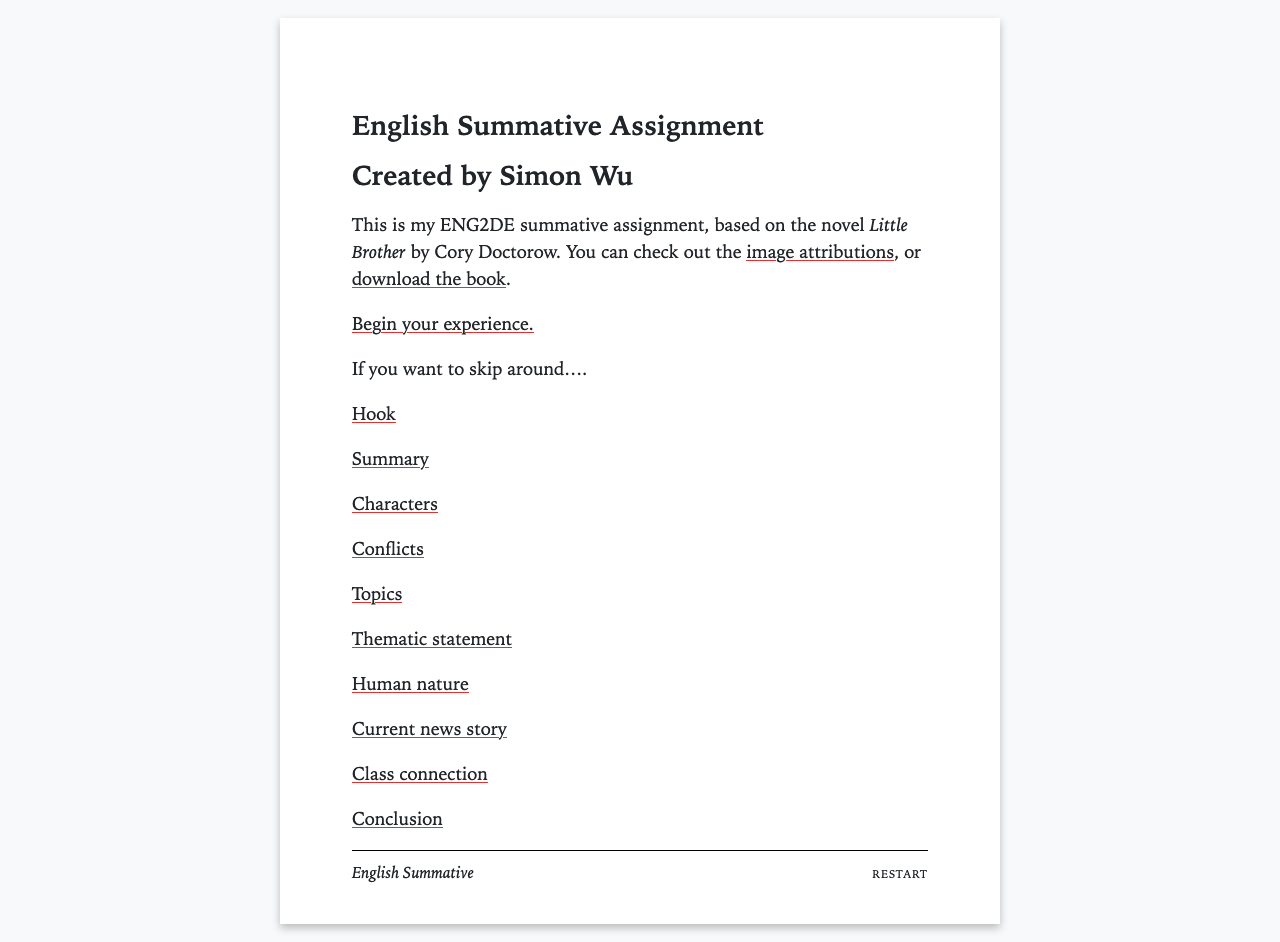 English Summative Assignment
Created by Simon Wu
This is my ENG2DE summative assignment, based on the novel Little
Brother by Cory Doctorow. You can check out the image attributions, or
download the book.
Begin your experience.
If you want to skip around….
Hook
Summary
Characters
Conflicts
Topics
Thematic statement
Human nature
Current news story
Class connection
Conclusion
English Summative RESTART